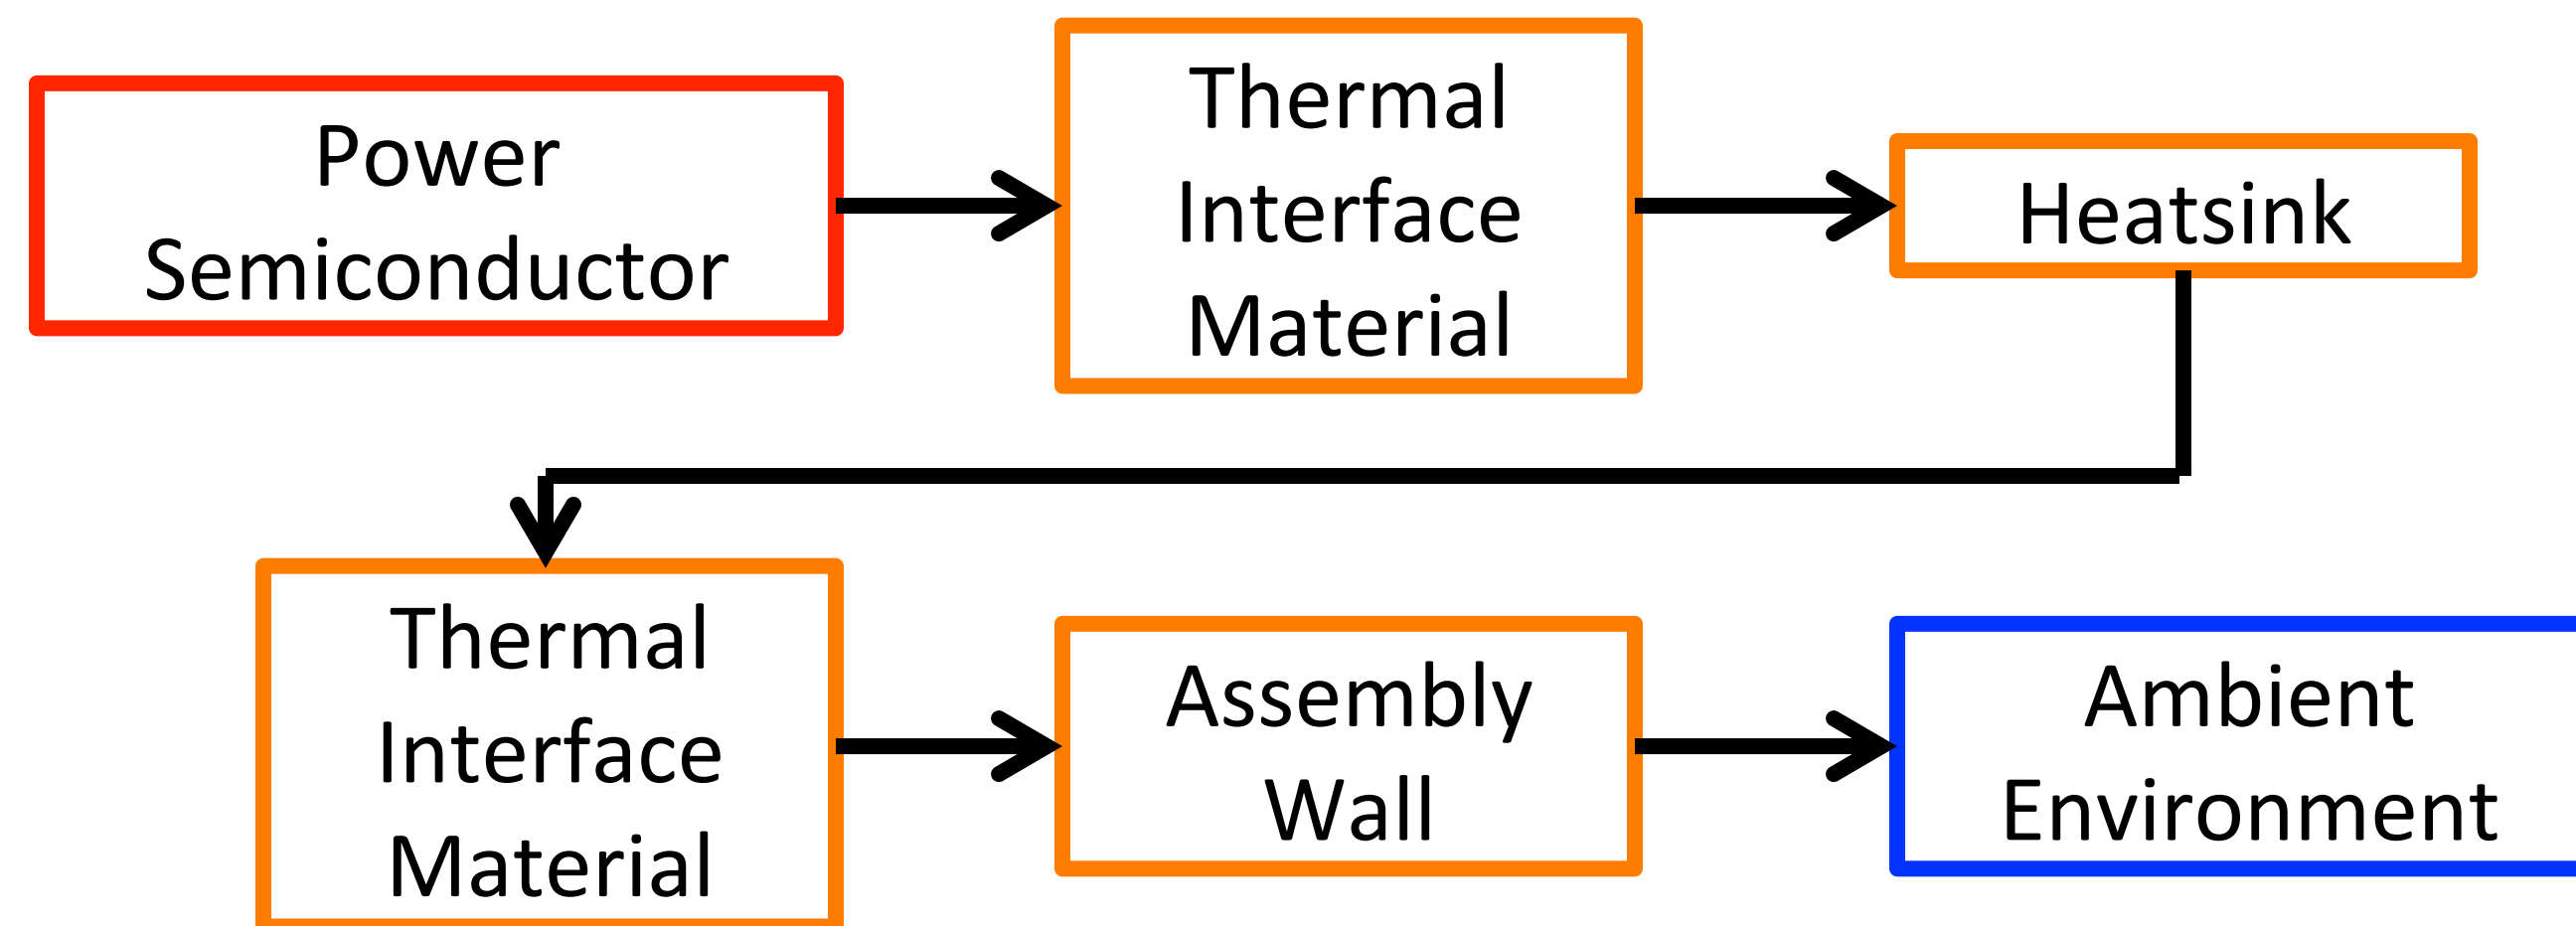 Power
Semiconductor
Thermal
Interface
Material
Heatsink
Thermal
Interface
Material
Assembly
Wall
Ambient
Environment